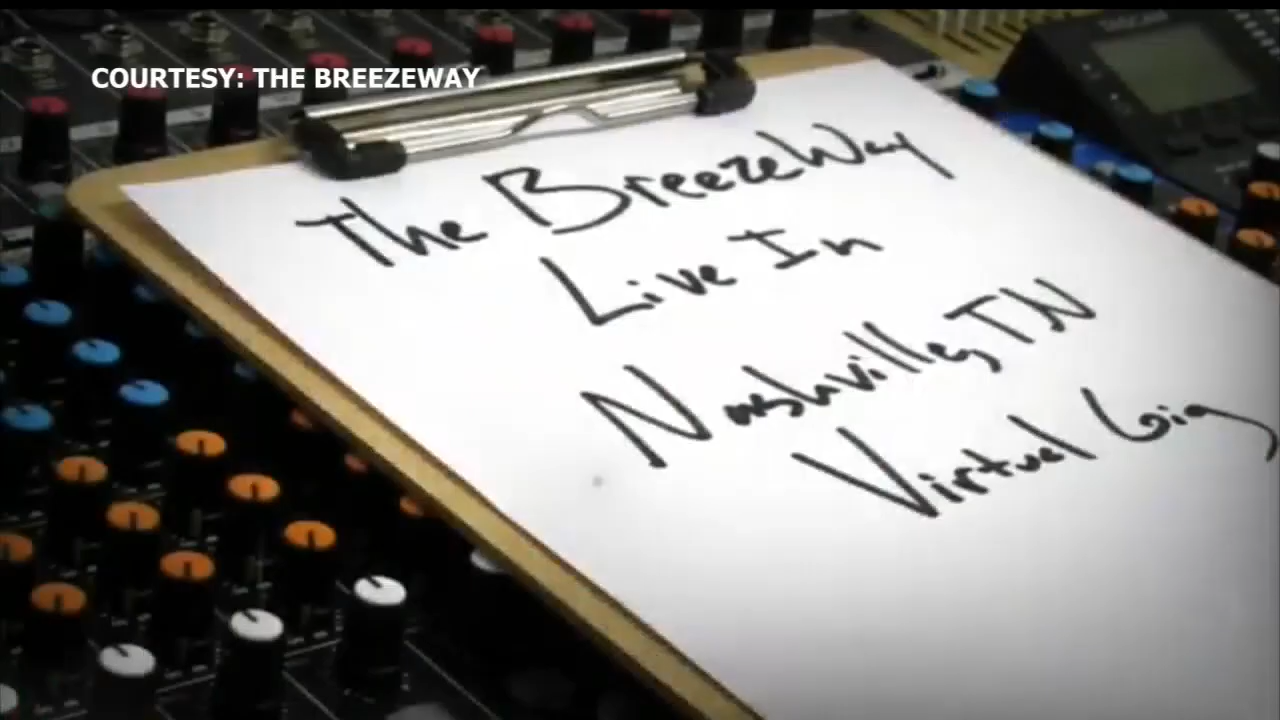 COURTESY: THE BREEZEWAY
The BreezeWay
Live In
Nashville, TN
Virtual Gig